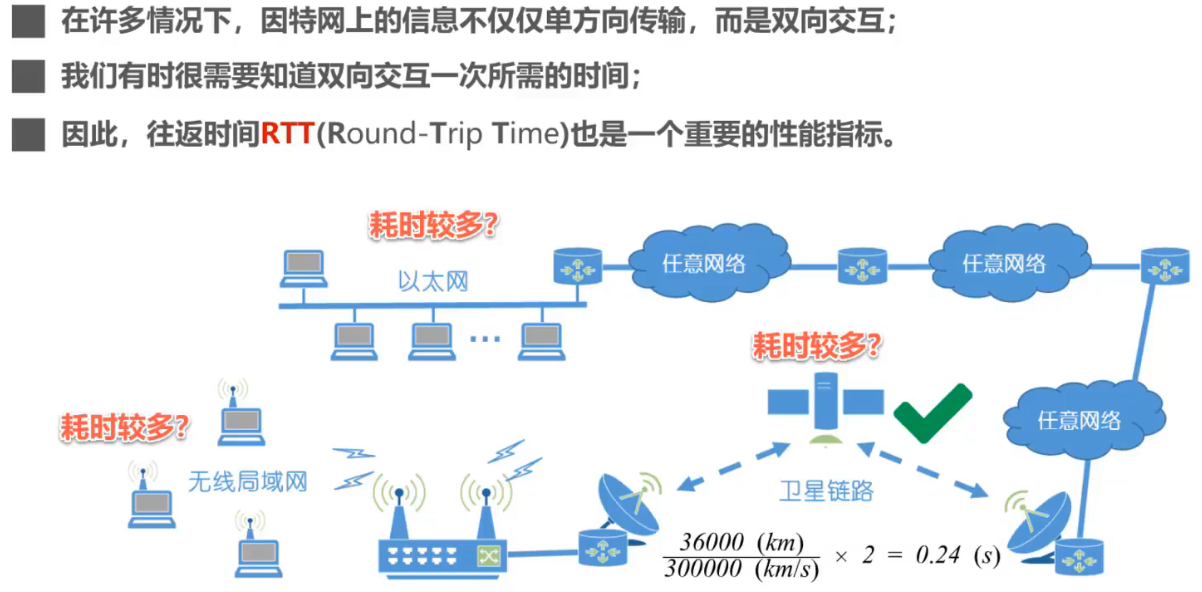 在许多情况下，因特网上的信息不仅仅单方向传输，而是双向交互；
我们有时很需要知道双向交互一次所需的时间；
因此，往返时间RTT(Round-Trip Time)也是一个重要的性能指标。
耗时较多？
以太网
任意网络
任意网络
...
耗时较多？
任意网络
耗时较多？
无线局域网
卫星链路
36000 (km)
300000 (km/s)
× 2 = 0.24 (s)